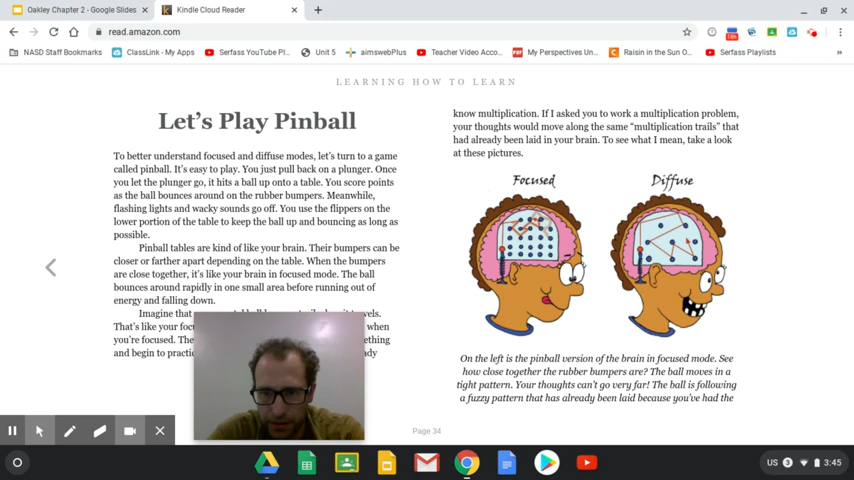 Oakley Chapter 2 - Google Slides
Kindle Cloud Reader
read.amazon.com
NASD Staff Bookmarks
ClassLink - My Apps
Serfass YouTube Pl...
Unit 5
aimswebPlus
Teacher Video Acco...
My Perspectives Un...
Raisin in the Sun O...
Serfass Playlists
LEARNING HOW TO LEARN
Let's Play Pinball
To better understand focused and diffuse modes, let's turn to a game
called pinball. It's easy to play. You just pull back on a plunger. Once
you let the plunger go, it hits a ball up onto a table. You score points
as the ball bounces around on the rubber bumpers. Meanwhile,
flashing lights and wacky sounds go off. You use the flippers on the
lower portion of the table to keep the ball up and bouncing as long as
possible.
Pinball tables are kind of like your brain. Their bumpers can be
closer or farther apart depending on the table. When the bumpers
are close together, it's like your brain in focused mode. The ball
bounces around rapidly in one small area before running out of
energy and falling down.
Imagine that
That's like your
when
you're focused.
and begin to
know multiplication. If I asked you to work a multiplication problem,
your thoughts would move along the same "multiplication trails" that
had already been laid in your brain. To see what I mean, take a look
at these pictures.
Focused
Diffuse
On the left is the pinball version of the brain in focused mode. See
how close together the rubber bumpers are? The ball moves in a
tight pattern. Your thoughts can't go very far! The ball is following
a fuzzy pattern that has already been laid because you've had the
Page 34
US
3
3:45